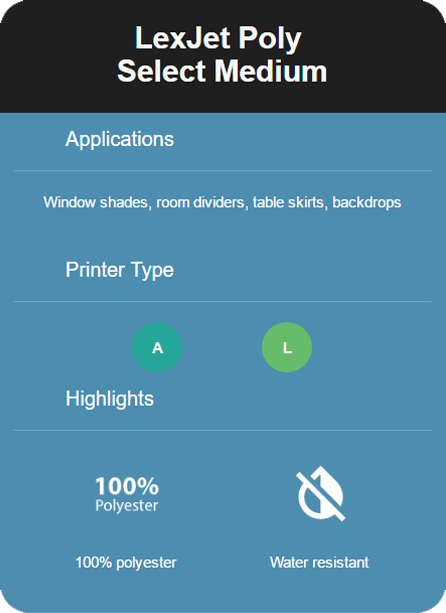 LexJet Poly
Select Medium
Applications
Window shades, room dividers, table skirts, backdrops
Printer Type
A L
Highlights
100%
Polyester
100% polyester Water resistant